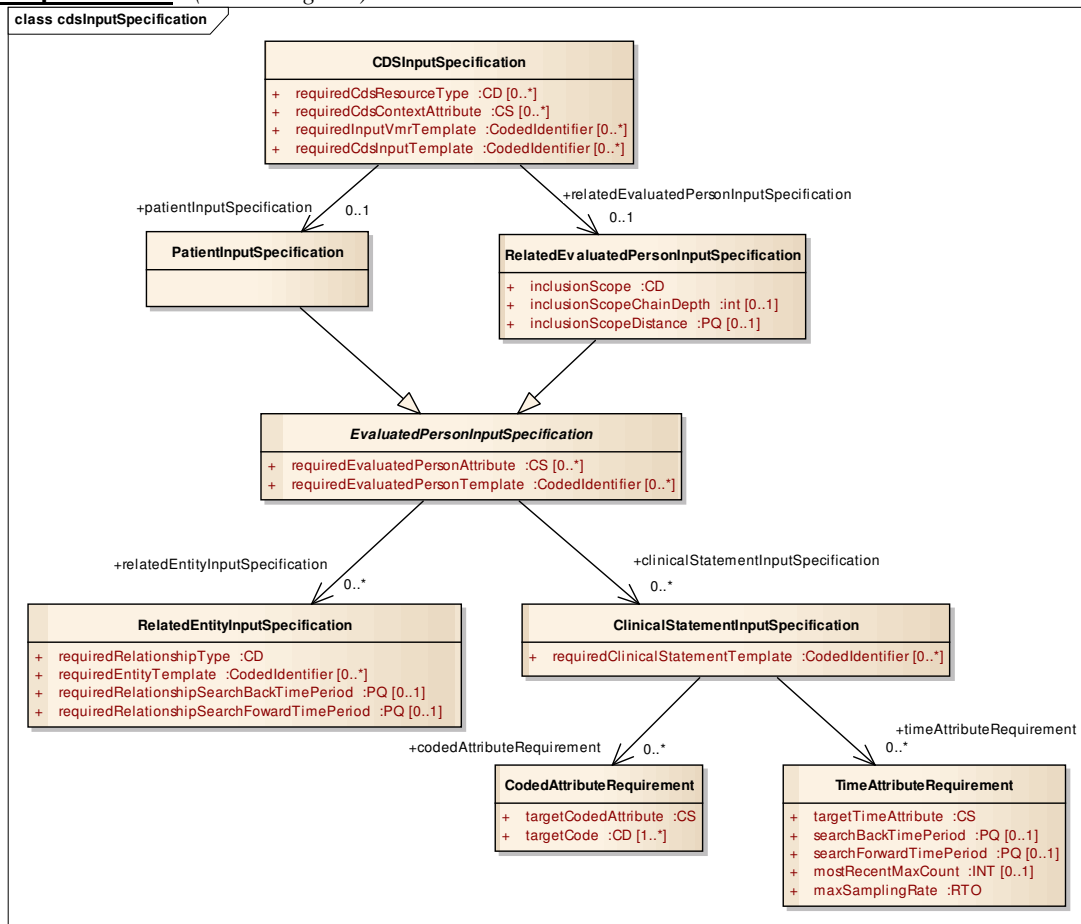 class cdsInputSpecification
CDSInputSpecification
+ requiredCdsResourceType :CD [0..*]
+ requiredCdsContextAttribute :CS [0..*]
+ requiredInputVmrTemplate :CodedIdentifier [0..*]
+ requiredCdsInputTemplate :CodedIdentifier [0..*]
+patientInputSpecification
0..1
+relatedEvaluatedPersonInputSpecification
0..1
PatientInputSpecification
RelatedEvaluatedPersonInputSpecification
+ inclusionScope :CD
+ inclusionScopeChainDepth :int [0..1]
+ inclusionScopeDistance :PQ [0..1]
EvaluatedPersonInputSpecification
+ requiredEvaluatedPersonAttribute :CS [0..*]
+ requiredEvaluatedPersonTemplate :CodedIdentifier [0..*]
+relatedEntityInputSpecification
0..*
+clinicalStatementInputSpecification
0..*
RelatedEntityInputSpecification
+ requiredRelationshipType :CD
+ requiredEntityTemplate :CodedIdentifier [0..*]
+ requiredRelationshipSearchBackTimePeriod :PQ [0..1]
+ requiredRelationshipSearchFowardTimePeriod :PQ [0..1]
ClinicalStatementInputSpecification
+ requiredClinicalStatementTemplate :CodedIdentifier [0..*]
+codedAttributeRequirement
0..*
+timeAttributeRequirement
0..*
CodedAttributeRequirement
+ targetCodedAttribute :CS
+ targetCode :CD [1..*]
TimeAttributeRequirement
+ targetTimeAttribute :CS
+ searchBackTimePeriod :PQ [0..1]
+ searchForwardTimePeriod :PQ [0..1]
+ mostRecentMaxCount :INT [0..1]
+ maxSamplingRate :RTO